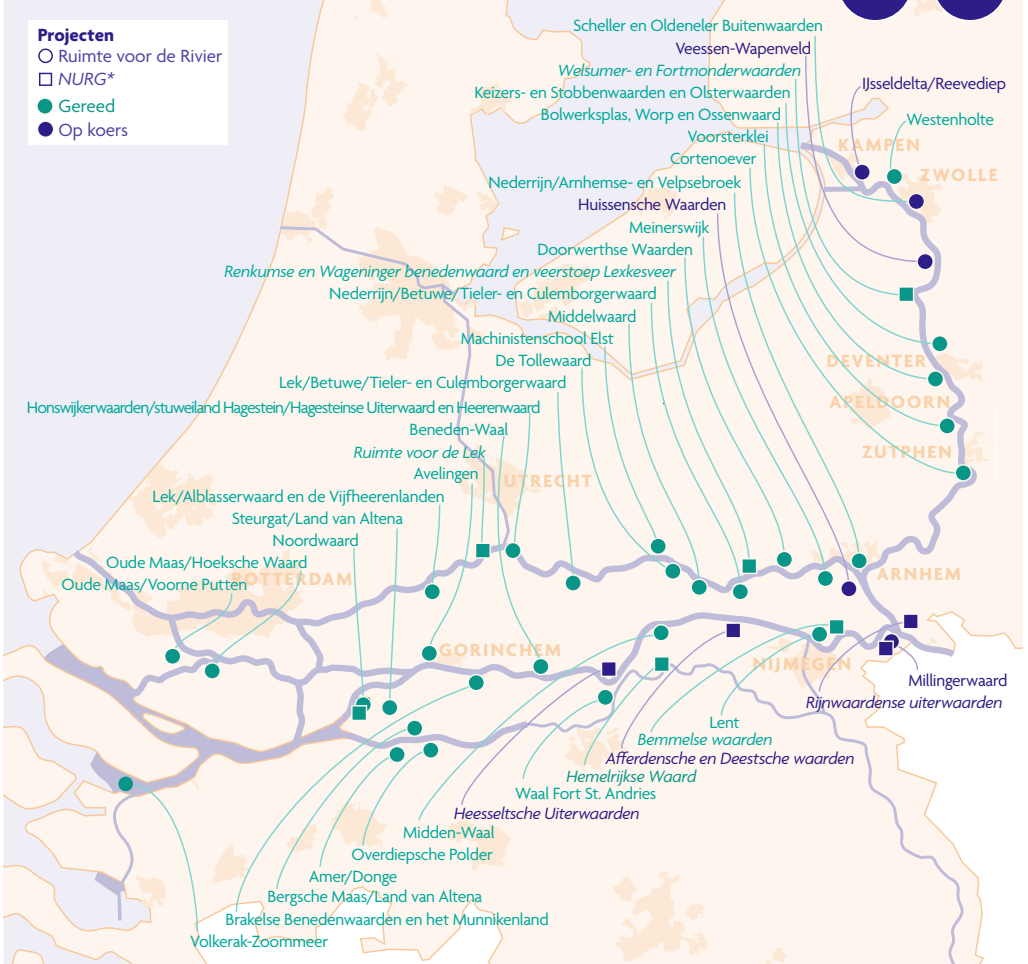 Projecten
Ruimte voor de Rivier
NURG*
Gereed
Op koers
Scheller en Oldeneler Buitenwaarden
Veessen-Wapenveld
Welsumer- en Fortmonderwaarden
Keizers- en Stobbenwaarden en Olsterwaarden
Bolwerksplas, Worp en Ossenwaard
Voorsterklei
Cortenoever
Nederrijn/Arnhemse- en Velpsebroek
Huissensche Waarden
Meinerswijk
Doorwerthse Waarden
Renkumse en Wageninger benedenwaard en veerstoep Lexkesveer
Nederrijn/Betuwe/Tieler- en Culemborgerwaard
Middelwaard
Machinistenschool Elst
De Tollewaard
Lek/Betuwe/Tieler- en Culemborgerwaard
Honswijkerwaarden/stuweiland Hagestein/Hagesteinse Uiterwaard en Heerenwaard
Beneden-Waal
Ruimte voor de Lek
Avelingen
Lek/Alblasserwaard en de Vijfheerenlanden
Steurgat/Land van Altena
Noordwaard
Oude Maas/Hoeksche Waard
Oude Maas/Voorne Putten
IJsseldelta/Reevediep
Westenholte
KAMPEN
ZWOLLE
DEVENTER
APELDOORN
ZUTPHEN
UTRECHT
ROTTERDAM
ARNHEM
GORINCHEM
NIJMEGEN
Millingerwaard
Rijnwaardense uiterwaarden
Lent
Bemmelse waarden
Afferdensche en Deestsche waarden
Hemelrijkse Waard
Waal Fort St. Andries
Heeseltsche Uiterwaarden
Midden-Waal
Overdiepsche Polder
Amer/Donge
Bergsche Maas/Land van Altena
Brakelse Benedenwaarden en het Munnikenland
Volkerak-Zoommeer